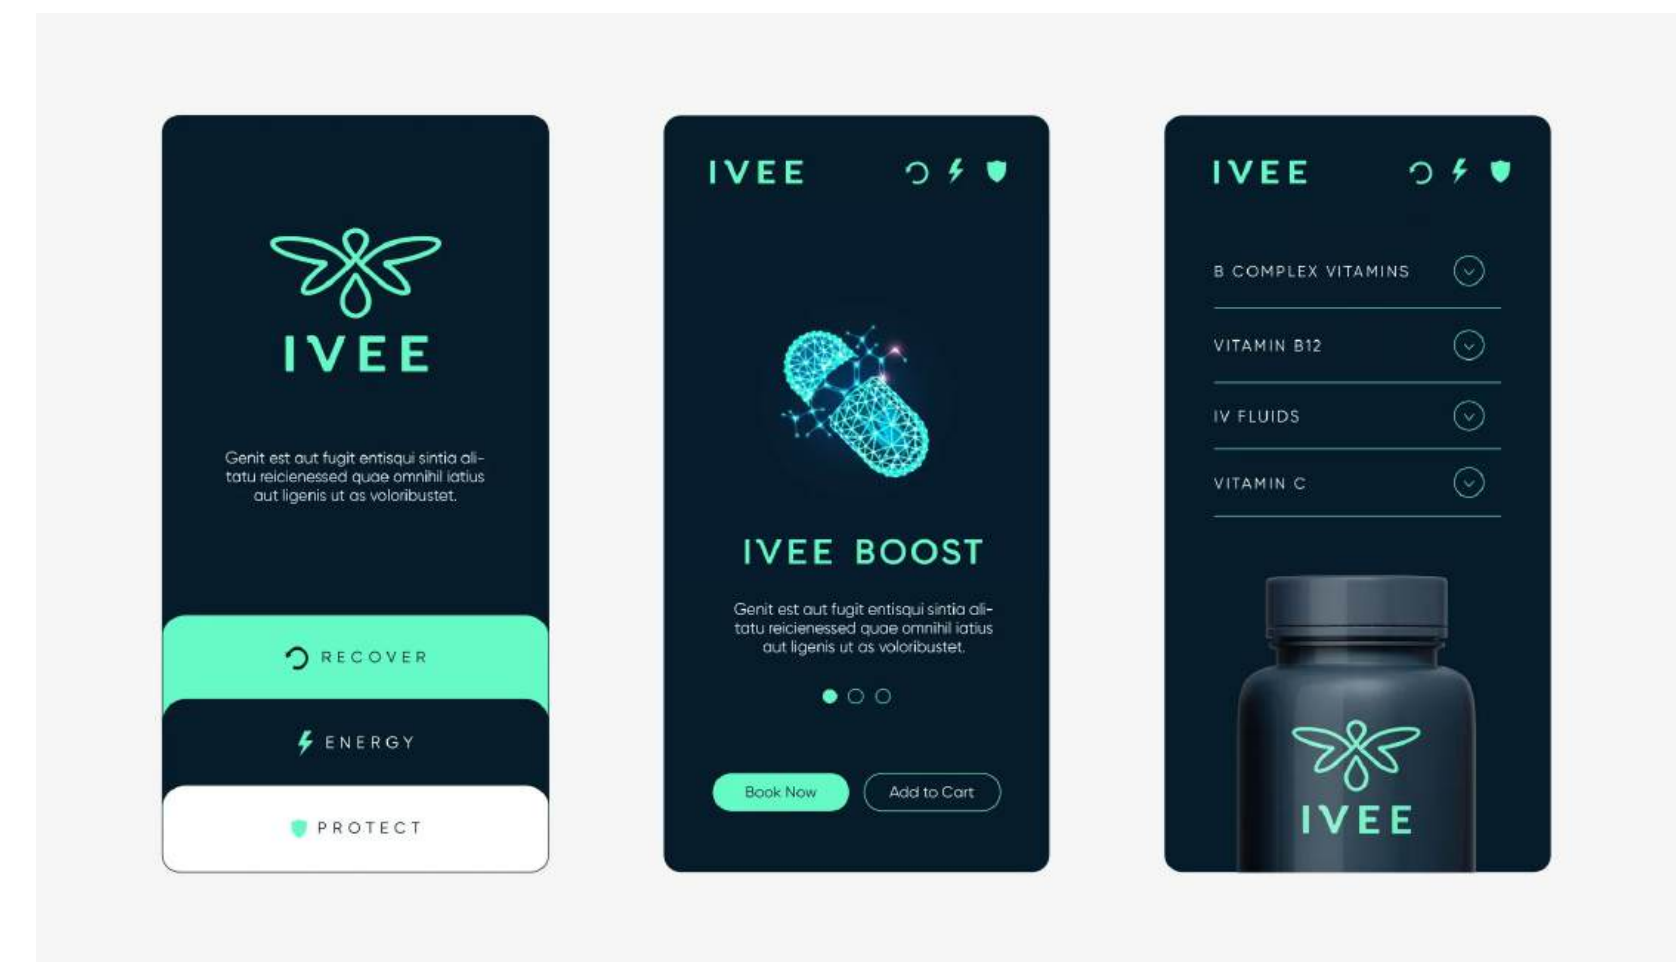 IVEE
Genit est aut fugit entisqui sintia ali-
tatu reicienessed quae omnihil iatius
aut ligenis ut as voloribustet.
RECOVER
ENERGY
PROTECT
IVEE
IVEE BOOST
Genit est aut fugit entisqui sintia ali-
tatu reicienessed quae omnihil iatius
aut ligenis ut as voloribustet.
Book Now
Add to Cart
IVEE
B COMPLEX VITAMINS
VITAMIN B12
IV FLUIDS
VITAMIN C
IVEE